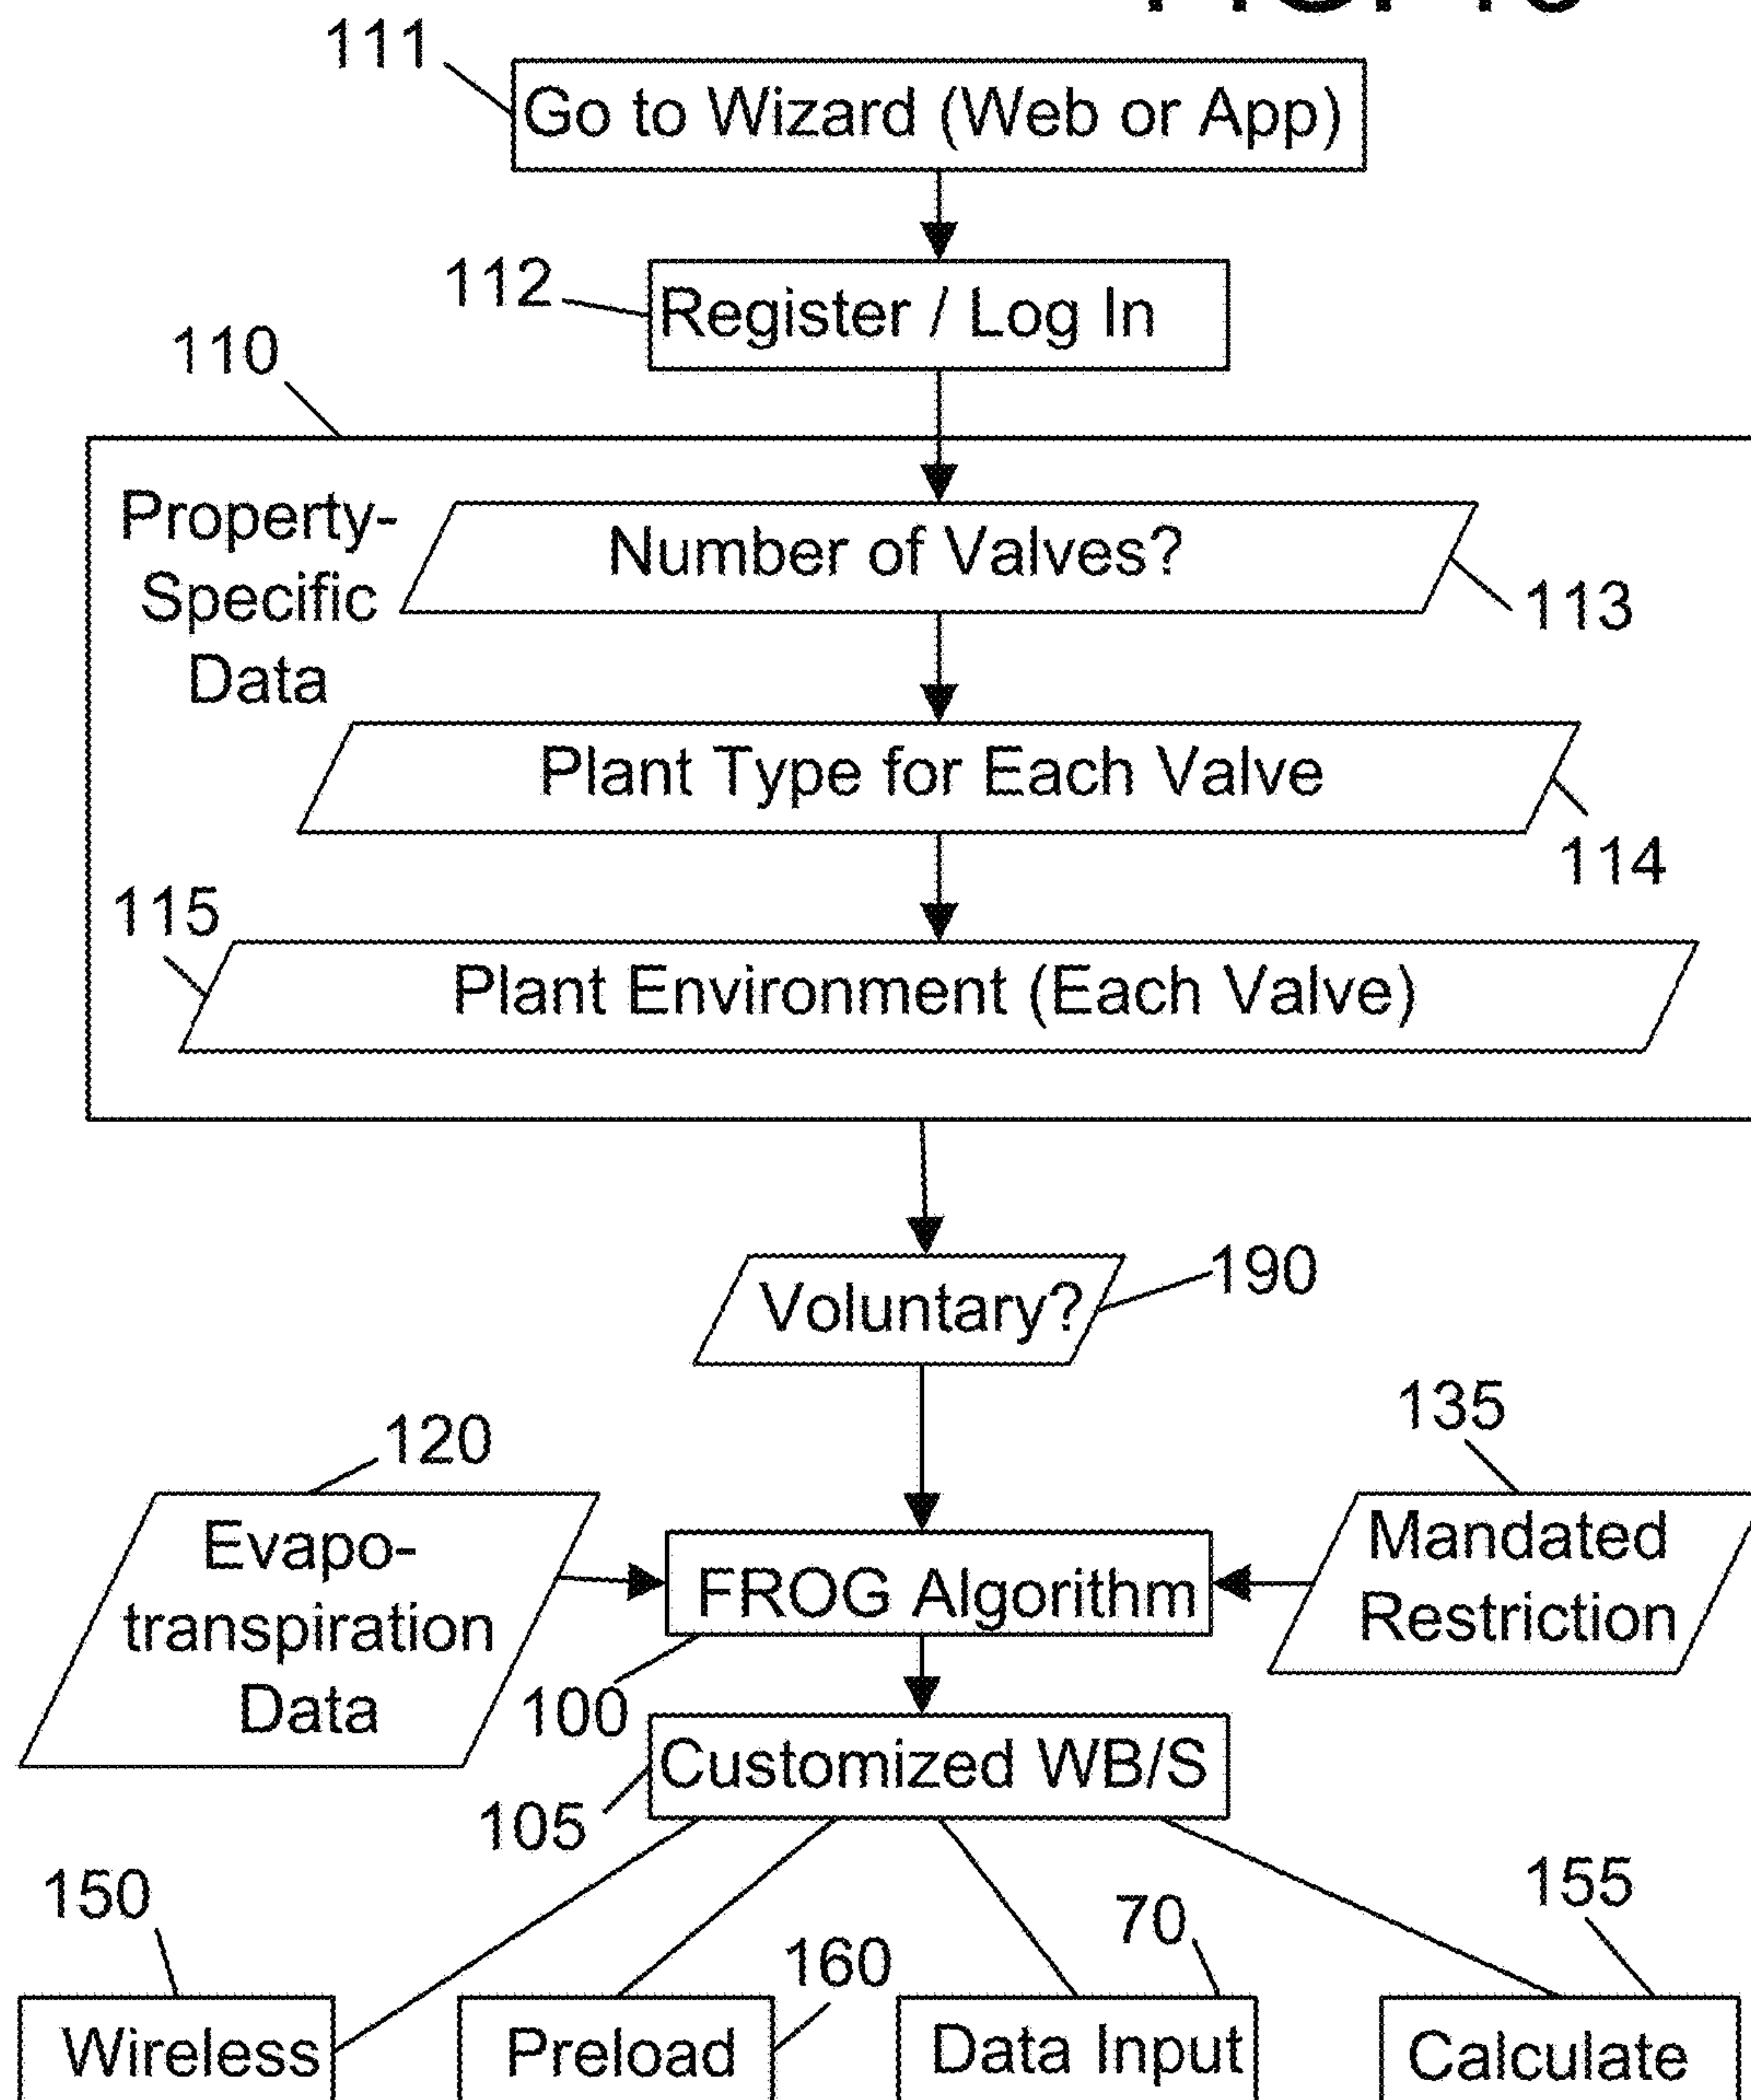 111
Go to Wizard (Web or App)
112
Register / Log In
110
Property-
Specific
Data
Number of Valves?
113
Plant Type for Each Valve
114
115
Plant Environment (Each Valve)
Voluntary?
190
120
135
Evapo-
transpiration
Data
FROG Algorithm
Mandated
Restriction
100
Customized WB/S
105
150
160
70
155
Wireless
Preload
Data Input
Calculate